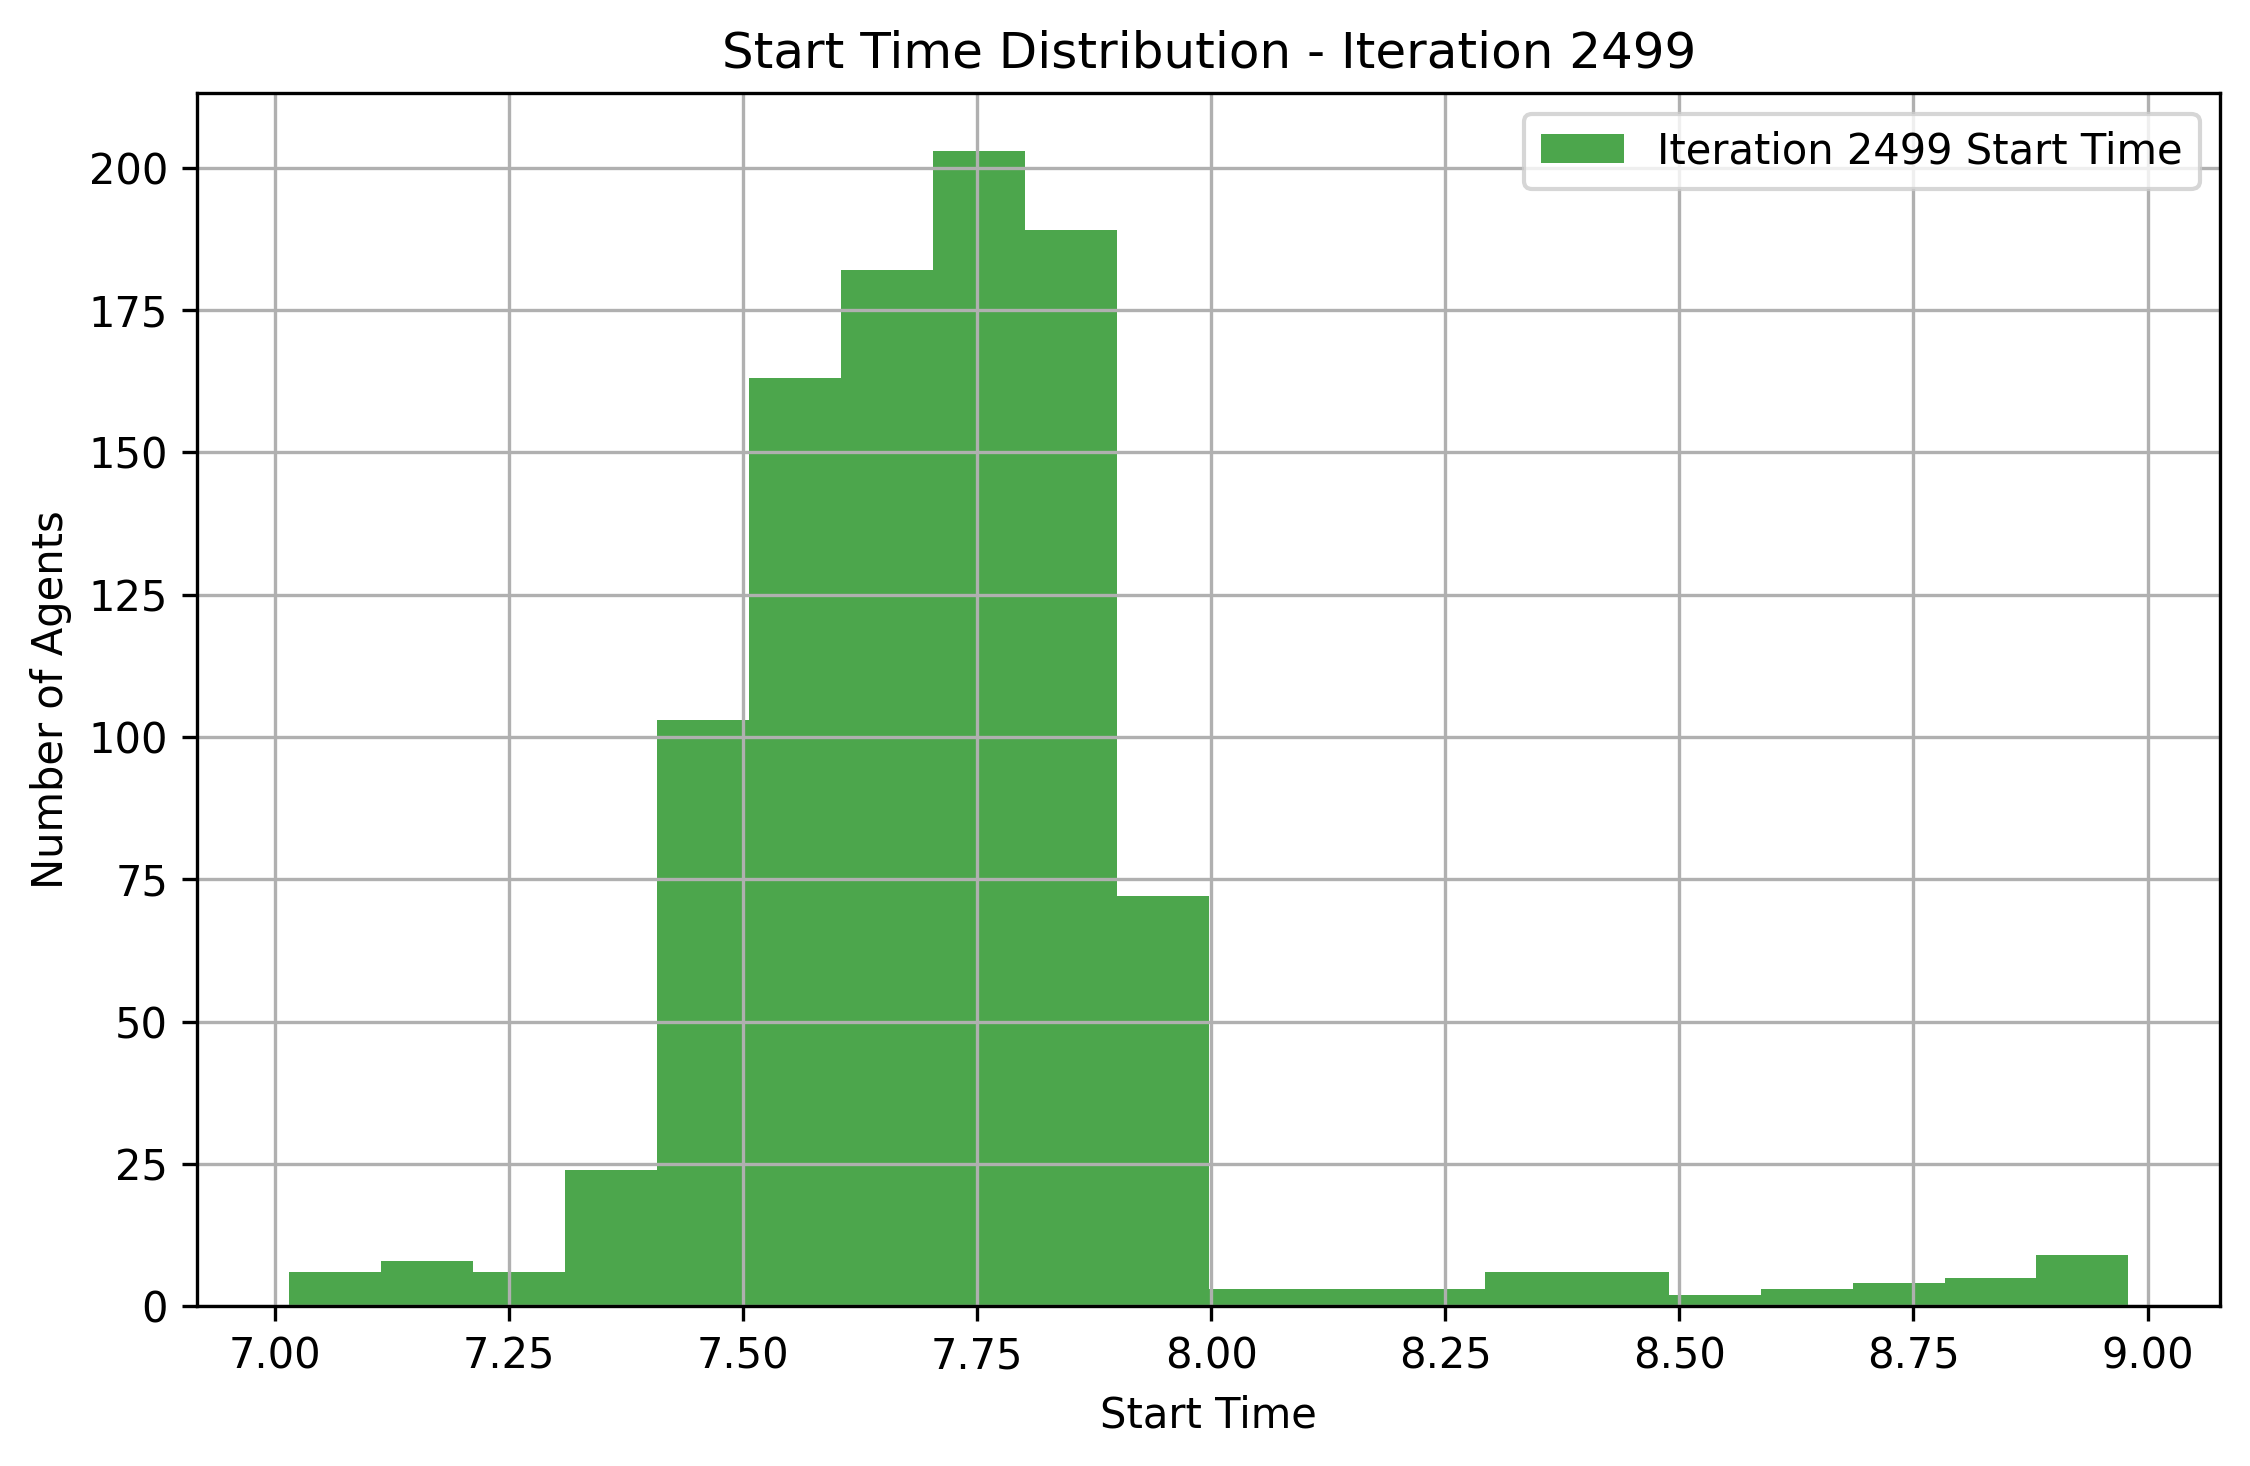 Start Time Distribution - Iteration 2499
Iteration 2499 Start Time
Number of Agents
200
175
150
125
100
75
50
25
0
7.00 7.25 7.50 7.75 8.00 8.25 8.50 8.75 9.00
Start Time